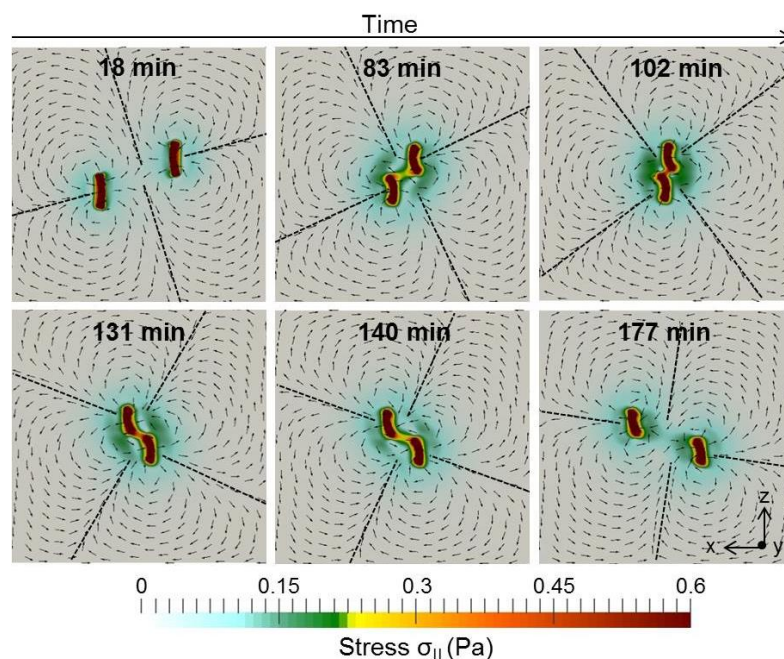 Time
18 min
83 min
102 min
131 min
140 min
177 min
z
x
y
0
0.15
0.3
0.45
0.6
Stress σ_II (Pa)